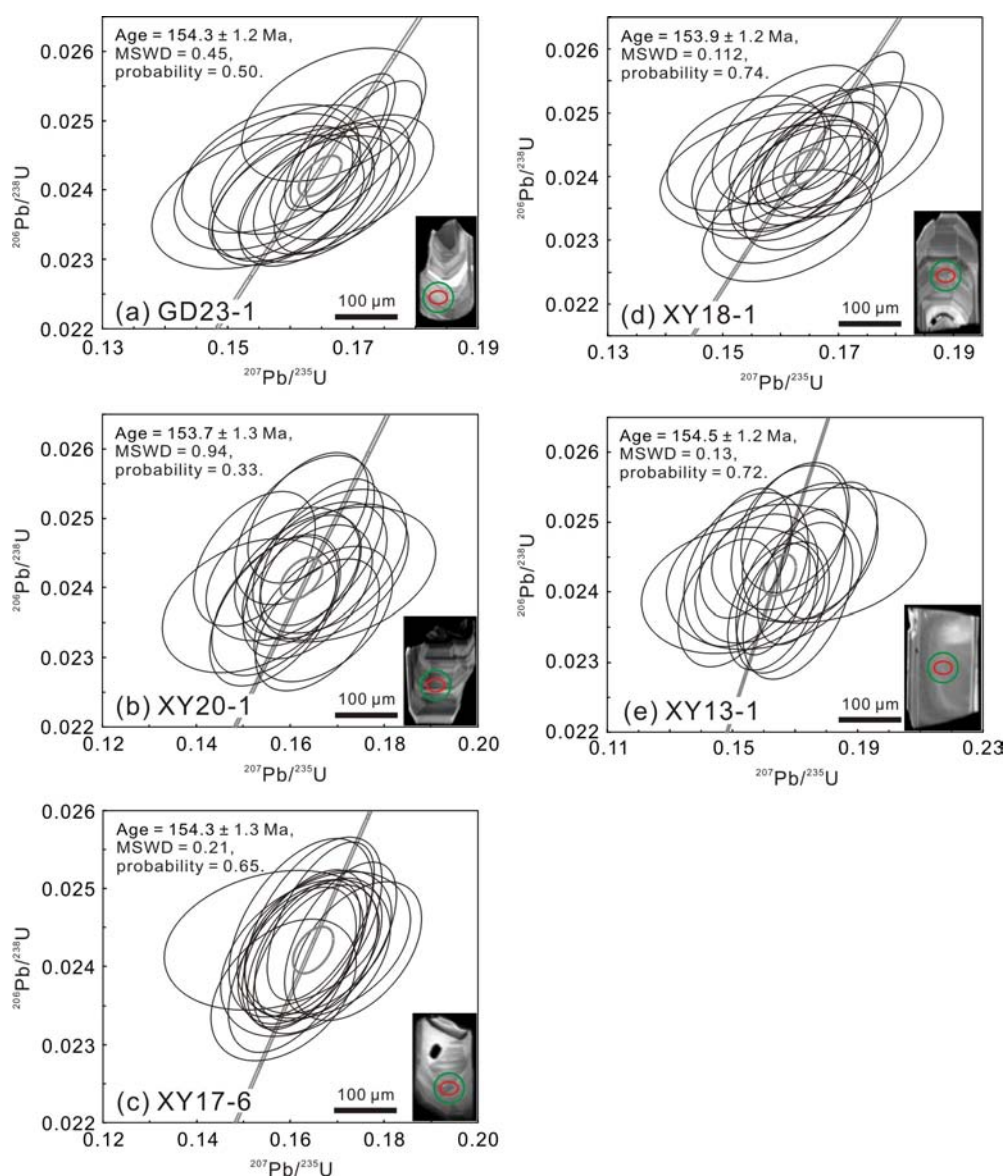 Age = 154.3 ± 1.2 Ma,
MSWD = 0.45,
probability = 0.50.
0.026
0.025
0.024
0.023
0.022
²⁰⁶Pb/²³⁸U
(a) GD23-1
100 µm
0.13
0.15
0.17
0.19
²⁰⁷Pb/²³⁵U
Age = 153.9 ± 1.2 Ma,
MSWD = 0.112,
probability = 0.74.
0.026
0.025
0.024
0.023
0.022
²⁰⁶Pb/²³⁸U
(d) XY18-1
100 µm
0.13
0.15
0.17
0.19
²⁰⁷Pb/²³⁵U
Age = 153.7 ± 1.3 Ma,
MSWD = 0.94,
probability = 0.33.
0.026
0.025
0.024
0.023
0.022
²⁰⁶Pb/²³⁸U
(b) XY20-1
100 µm
0.12
0.14
0.16
0.18
0.20
²⁰⁷Pb/²³⁵U
Age = 154.5 ± 1.2 Ma,
MSWD = 0.13,
probability = 0.72.
0.026
0.025
0.024
0.023
0.022
²⁰⁶Pb/²³⁸U
(e) XY13-1
100 µm
0.11
0.15
0.19
0.23
²⁰⁷Pb/²³⁵U
Age = 154.3 ± 1.3 Ma,
MSWD = 0.21,
probability = 0.65.
0.026
0.025
0.024
0.023
0.022
²⁰⁶Pb/²³⁸U
(c) XY17-6
100 µm
0.12
0.14
0.16
0.18
0.20
²⁰⁷Pb/²³⁵U